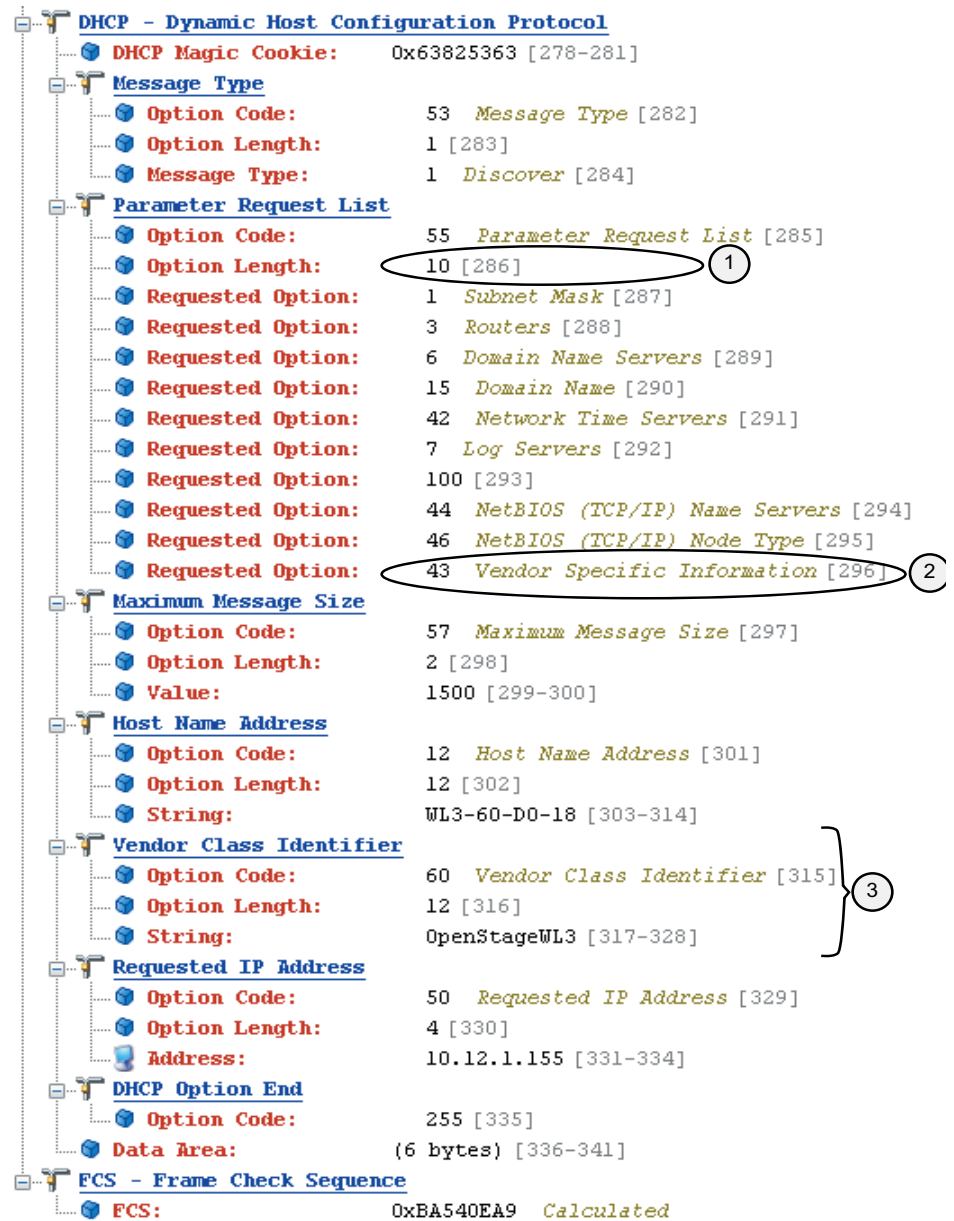 DHCP - Dynamic Host Configuration Protocol
DHCP Magic Cookie: 0x63825363 [278-281]
Message Type
Option Code: 53 Message Type [282]
Option Length: 1 [283]
Message Type: 1 Discover [284]
Parameter Request List
Option Code: 55 Parameter Request List [285]
Option Length: 10 [286] 1
Requested Option: 1 Subnet Mask [287]
Requested Option: 3 Routers [288]
Requested Option: 6 Domain Name Servers [289]
Requested Option: 15 Domain Name [290]
Requested Option: 42 Network Time Servers [291]
Requested Option: 7 Log Servers [292]
Requested Option: 100 [293]
Requested Option: 44 NetBIOS (TCP/IP) Name Servers [294]
Requested Option: 46 NetBIOS (TCP/IP) Node Type [295]
Requested Option: 43 Vendor Specific Information [296] 2
Maximum Message Size
Option Code: 57 Maximum Message Size [297]
Option Length: 2 [298]
Value: 1500 [299-300]
Host Name Address
Option Code: 12 Host Name Address [301]
Option Length: 12 [302]
String: WL3-60-D0-18 [303-314]
Vendor Class Identifier
Option Code: 60 Vendor Class Identifier [315]
Option Length: 12 [316] 3
String: OpenStageWL3 [317-328]
Requested IP Address
Option Code: 50 Requested IP Address [329]
Option Length: 4 [330]
Address: 10.12.1.155 [331-334]
DHCP Option End
Option Code: 255 [335]
Data Area: (6 bytes) [336-341]
FCS - Frame Check Sequence
FCS: 0xBA540EA9 Calculated